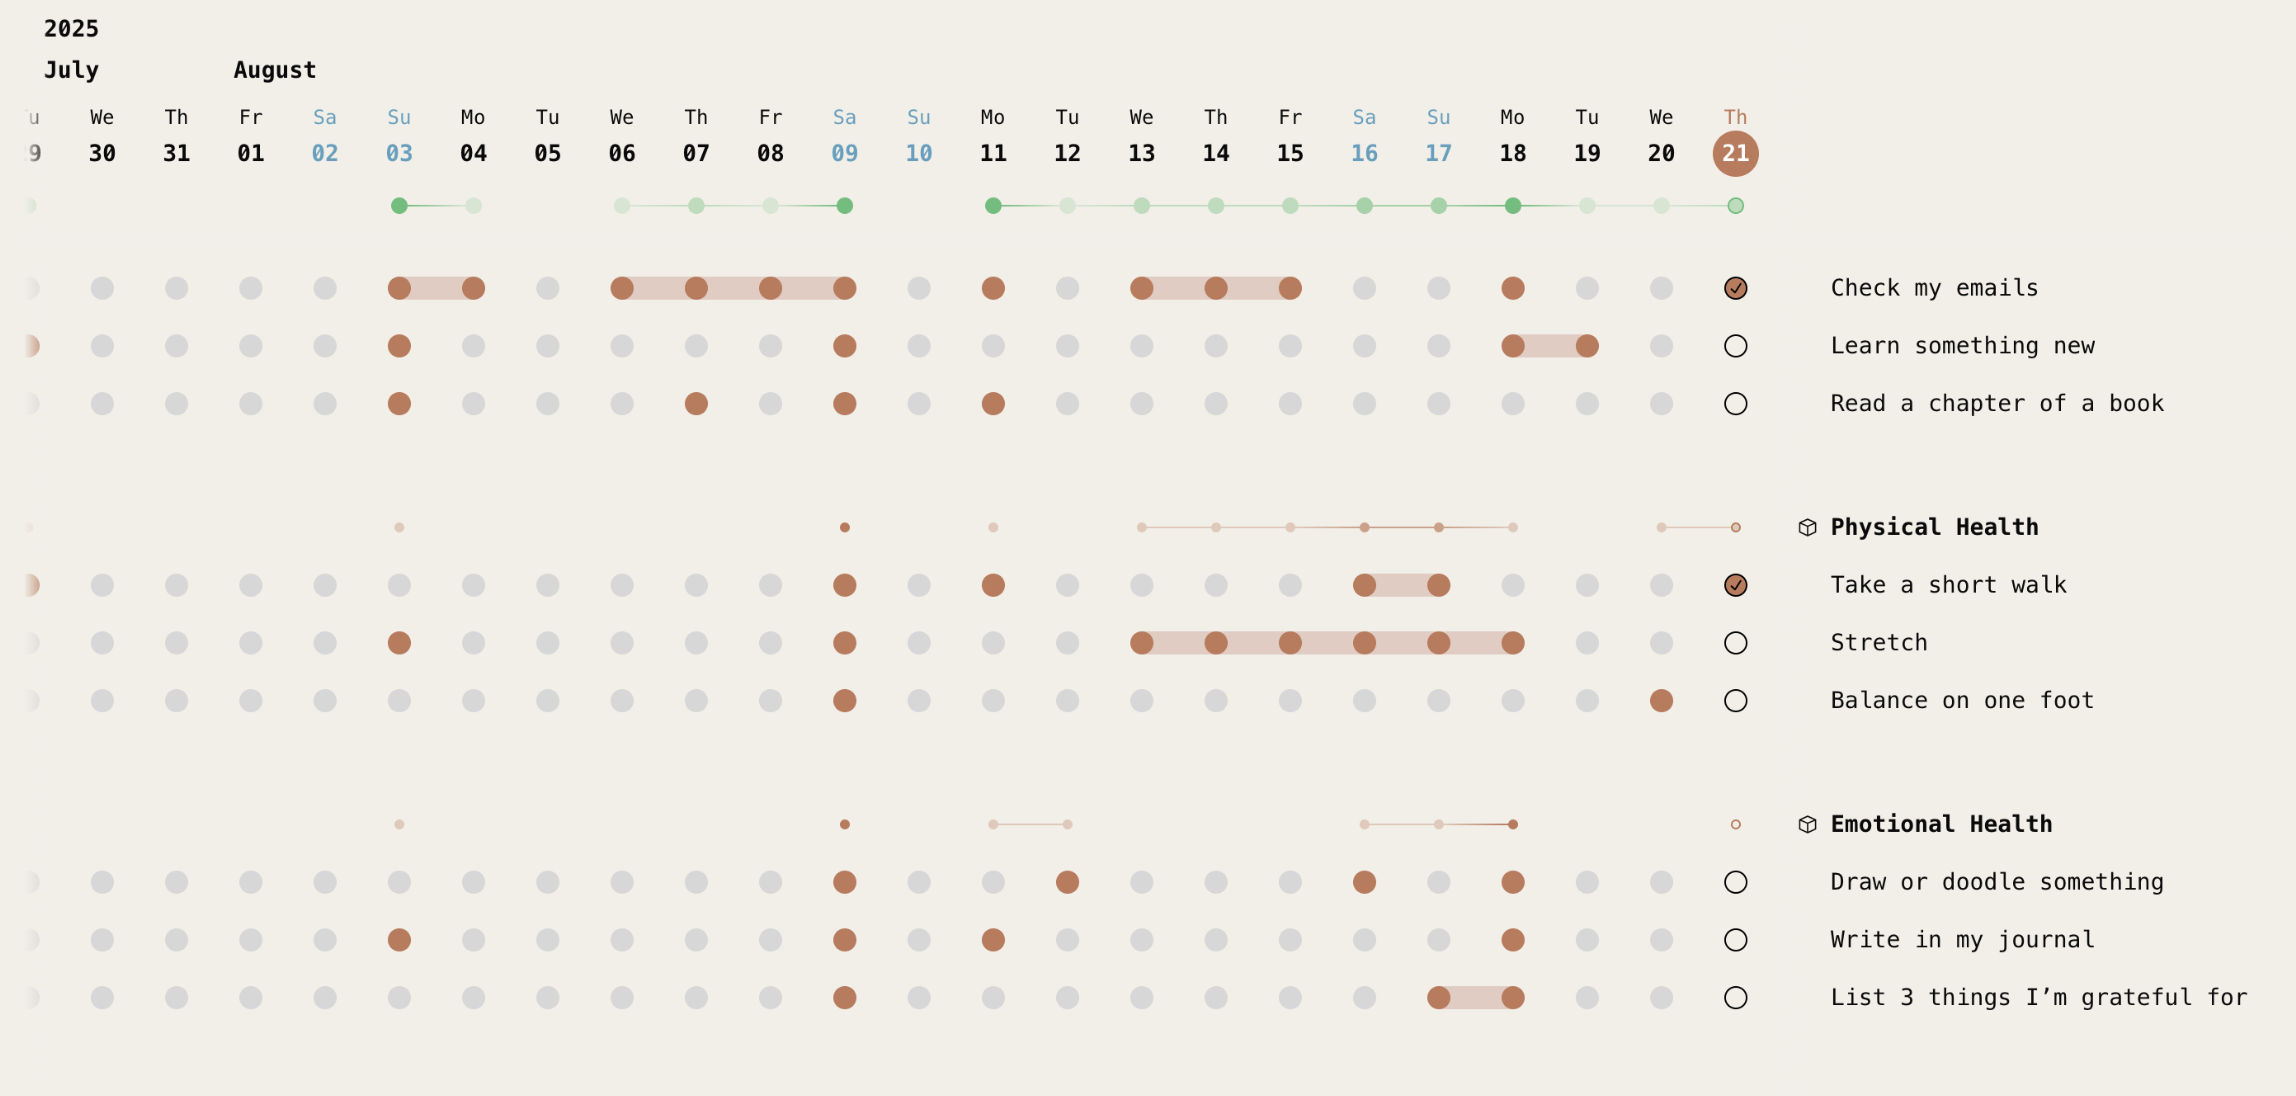 2025
July August
We Th Fr Sa Su Mo Tu We Th Fr Sa Su Mo Tu We Th Fr Sa Su Mo Tu We Th
30 31 01 02 03 04 05 06 07 08 09 10 11 12 13 14 15 16 17 18 19 20 21
Check my emails
Learn something new
Read a chapter of a book
Physical Health
Take a short walk
Stretch
Balance on one foot
Emotional Health
Draw or doodle something
Write in my journal
List 3 things I’m grateful for